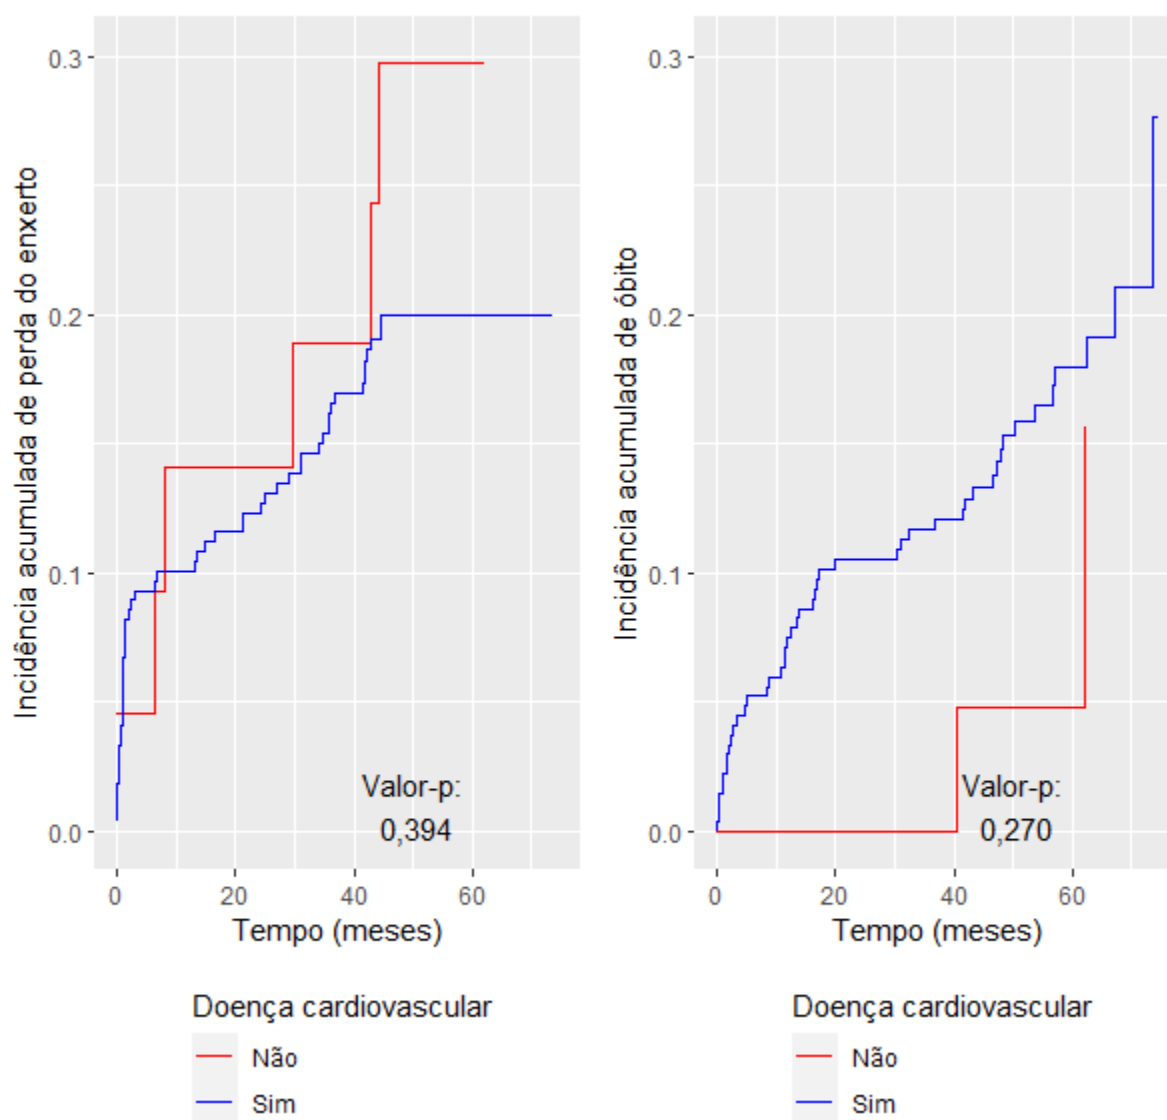 Incidência acumulada de perda do enxerto
0.3
0.2
0.1
0.0
Valor-p:
0,394
0 20 40 60
Tempo (meses)
Doença cardiovascular
Não
Sim
Incidência acumulada de óbito
0.3
0.2
0.1
0.0
Valor-p:
0,270
0 20 40 60
Tempo (meses)
Doença cardiovascular
Não
Sim